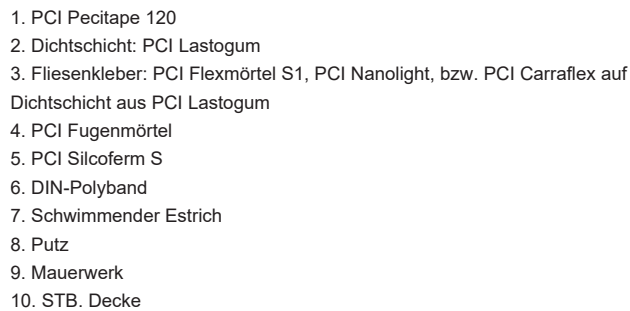 1. PCI Pecitape 120
2. Dichtschicht: PCI Lastogum
3. Fliesenkleber: PCI Flexmörtel S1, PCI Nanolight, bzw. PCI Carraflex auf
Dichtschicht aus PCI Lastogum
4. PCI Fugenmörtel
5. PCI Silcoferm S
6. DIN-Polyband
7. Schwimmender Estrich
8. Putz
9. Mauerwerk
10. STB. Decke